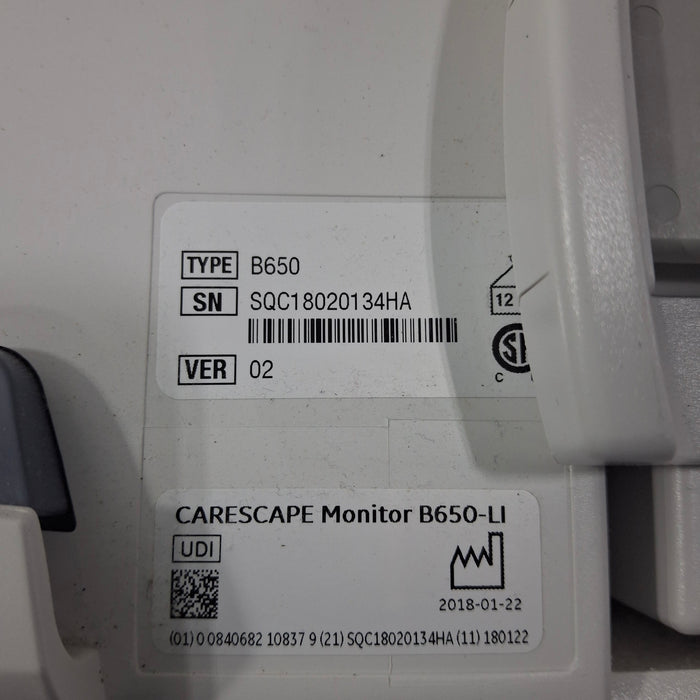 TYPE B650
SN SQC18020134HA
12
VER 02
C
CARESCAPE Monitor B650-LI
UDI
2018-01-22
(01) 0 0840682 10837 9 (21) SQC18020134HA (11) 180122